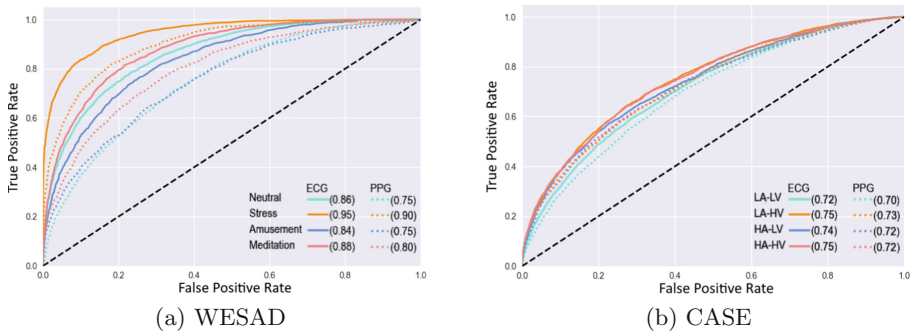 True Positive Rate
1.0
0.8
0.6
0.4
0.2
0.0
ECG PPG
Neutral (0.86) (0.75)
Stress (0.95) (0.90)
Amusement (0.84) (0.75)
Meditation (0.88) (0.80)
0.0 0.2 0.4 0.6 0.8 1.0
False Positive Rate
(a) WESAD
True Positive Rate
1.0
0.8
0.6
0.4
0.2
0.0
ECG PPG
LA-LV (0.72) (0.70)
LA-HV (0.75) (0.73)
HA-LV (0.74) (0.72)
HA-HV (0.75) (0.72)
0.0 0.2 0.4 0.6 0.8 1.0
False Positive Rate
(b) CASE